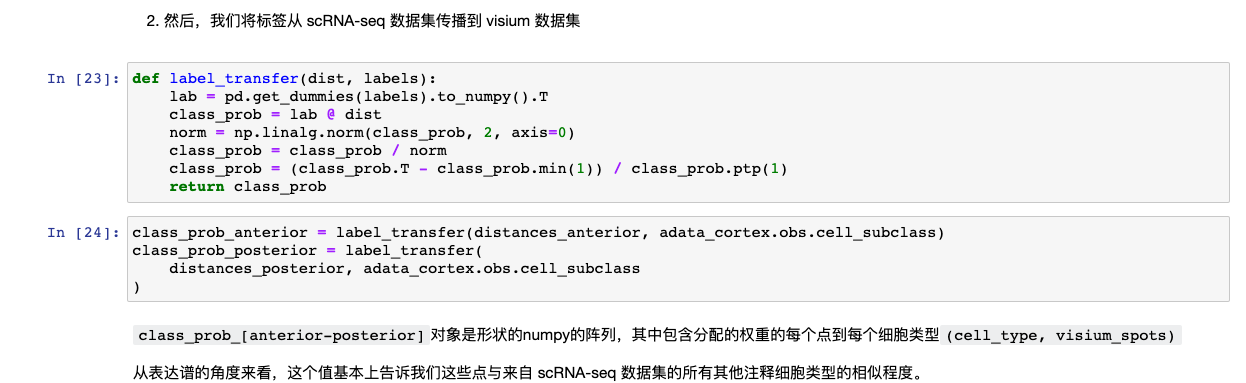 2. 然后，我们将标签从 scRNA-seq 数据集传播到 visium 数据集
In [23]: def label_transfer(dist, labels):
    lab = pd.get_dummies(labels).to_numpy().T
    class_prob = lab @ dist
    norm = np.linalg.norm(class_prob, 2, axis=0)
    class_prob = class_prob / norm
    class_prob = (class_prob.T - class_prob.min(1)) / class_prob.ptp(1)
    return class_prob
In [24]: class_prob_anterior = label_transfer(distances_anterior, adata_cortex.obs.cell_subclass)
class_prob_posterior = label_transfer(
    distances_posterior, adata_cortex.obs.cell_subclass
)
class_prob_[anterior-posterior] 对象是形状的numpy的阵列，其中包含分配的权重的每个点到每个细胞类型 (cell_type, visium_spots)
从表达谱的角度来看，这个值基本上告诉我们这些点与来自 scRNA-seq 数据集的所有其他注释细胞类型的相似程度。